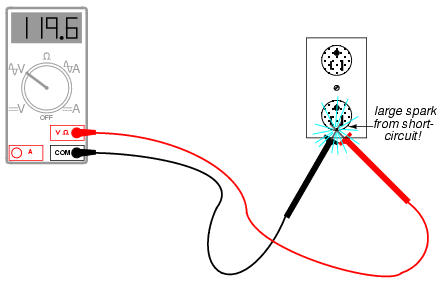 119.6
Ω
V
A
V
A
OFF
V Ω
A
COM
large spark
from short-
circuit!